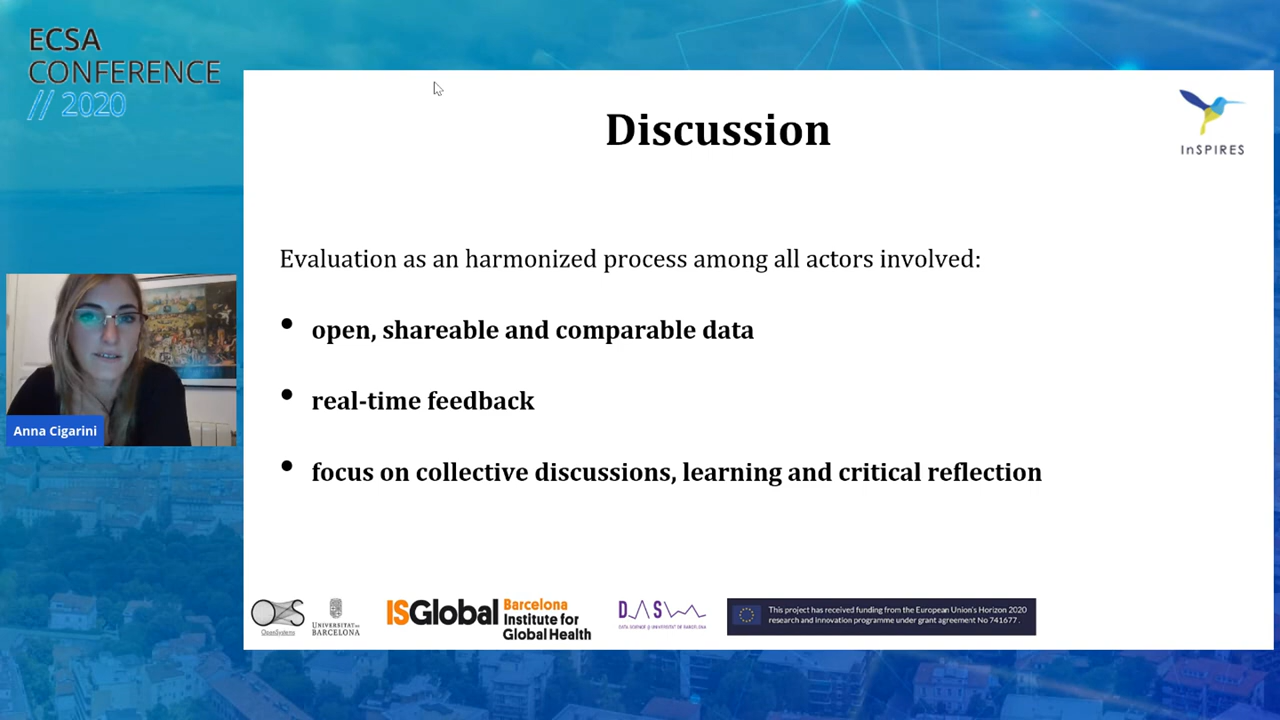 ECSA
CONFERENCE
// 2020
InSPIRES
Discussion
Evaluation as an harmonized process among all actors involved:
• open, shareable and comparable data
• real-time feedback
• focus on collective discussions, learning and critical reflection
Anna Cigarini
OpenSystems
UNIVERSITAT DE
BARCELONA
ISGlobal Barcelona
Institute for
Global Health
DATA SCIENCE @ UNIVERSITAT DE BARCELONA
This project has received funding from the European Union's Horizon 2020
research and Innovation programme under grant agreement No 741677.